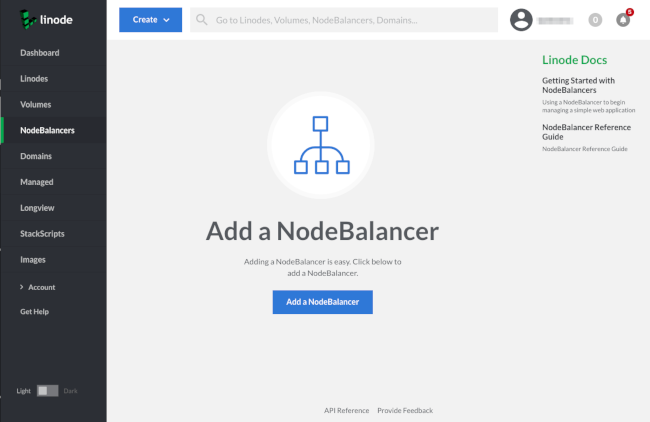 linode
Create
Go to Linodes, Volumes, NodeBalancers, Domains...
0
5
Dashboard
Linodes
Volumes
NodeBalancers
Domains
Managed
Longview
StackScripts
Images
Account
Get Help
Light
Dark
Add a NodeBalancer
Adding a NodeBalancer is easy. Click below to
add a NodeBalancer.
Add a NodeBalancer
Linode Docs
Getting Started with
NodeBalancers
Using a NodeBalancer to begin
managing a simple web application
NodeBalancer Reference
Guide
NodeBalancer Reference Guide
API Reference
Provide Feedback